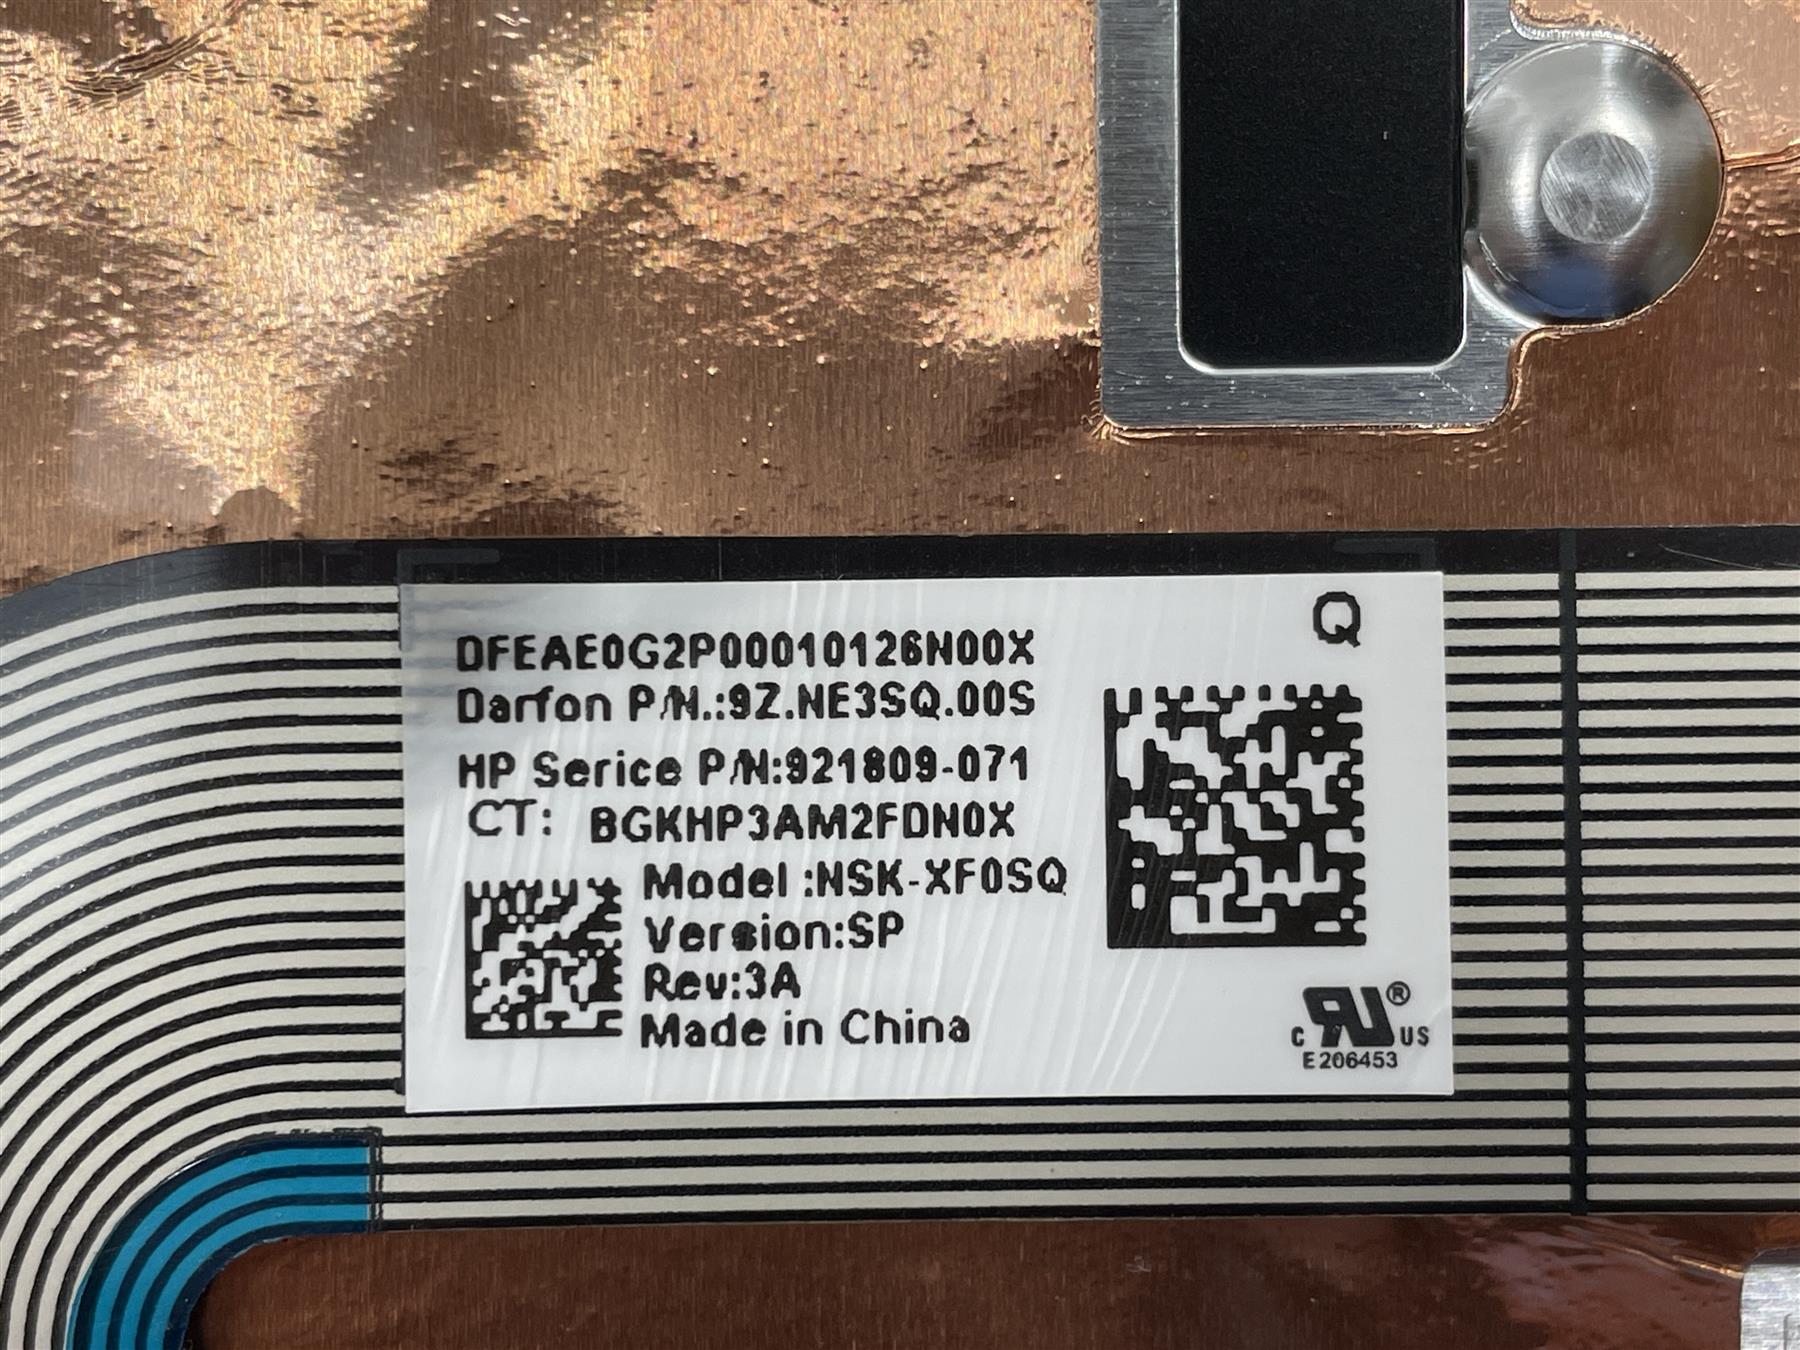 Q
DFEAE0G2P00010126N00X
Darfon P/N.:9Z.NE3SQ.00S
HP Serice P/N:921809-071
CT: BGKHP3AM2FDN0X
Model :NSK-XF0SQ
Version:SP
Rev:3A
Made in China
c RU ® US
E206453